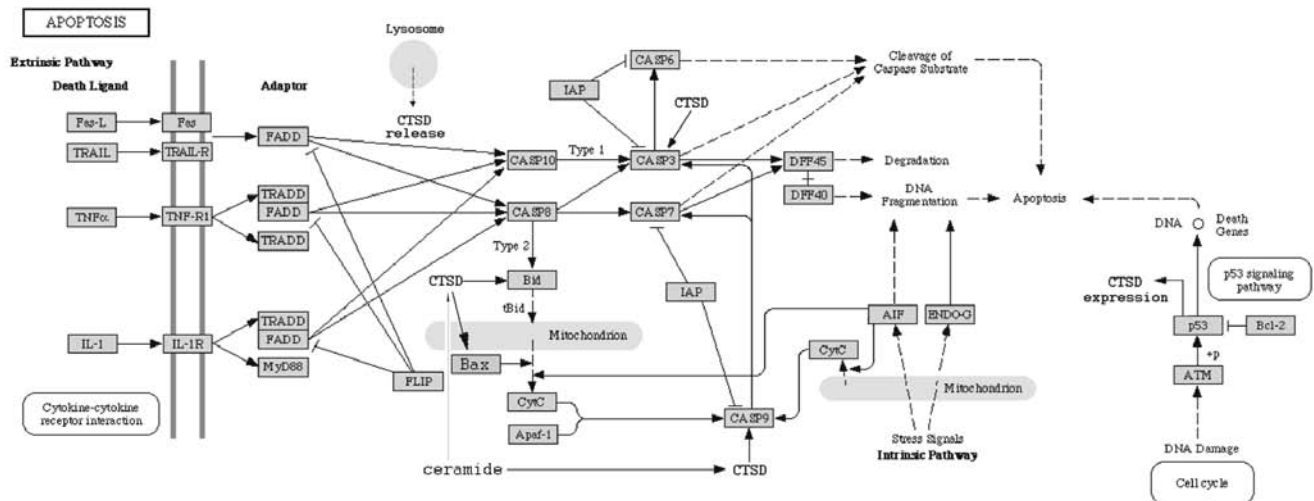 APOPTOSIS
Extrinsic Pathway
Death Ligand
Adaptor
Lysosome
CTSD
release
Fas-L
Fas
TRAIL
TRAIL-R
FADD
TNFα
TNF-R1
TRADD
FADD
TRADD
IL-1
IL-1R
TRADD
FADD
MyD88
FLIP
Cytokine-cytokine
receptor interaction
CASP10
Type 1
CASP8
Type 2
CTSD
Bid
tBid
Mitochondrion
Bax
CytC
Apaf-1
ceramide
CTSD
IAP
CASP6
CTSD
CASP3
CASP7
IAP
CASP9
Cleavage of
Caspase Substrate
DFF45
Degradation
DFF40
DNA
Fragmentation
Apoptosis
AIF
ENDO-G
CytC
Mitochondrion
Stress Signals
Intrinsic Pathway
DNA
Death
Genes
CTSD
expression
p53 signaling
pathway
p53
Bcl-2
+p
ATM
DNA Damage
Cell cycle